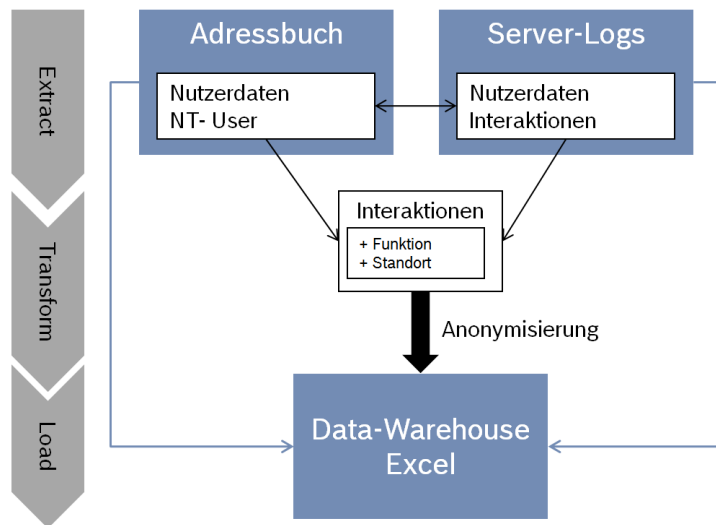 Extract
Transform
Load
Adressbuch
Nutzerdaten
NT- User
Server-Logs
Nutzerdaten
Interaktionen
Interaktionen
+ Funktion
+ Standort
Anonymisierung
Data-Warehouse
Excel